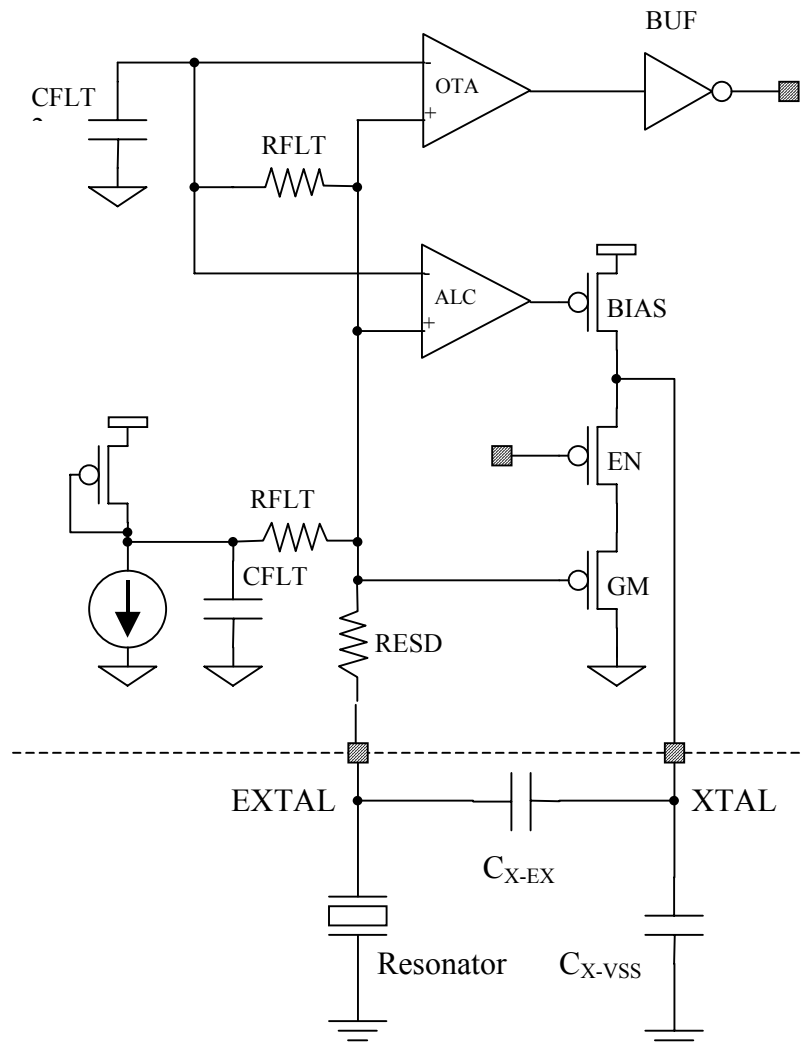 BUF
CFLT
-
OTA
+
RFLT
-
ALC
+
BIAS
EN
RFLT
CFLT
GM
RESD
EXTAL
XTAL
CX-EX
Resonator
CX-VSS